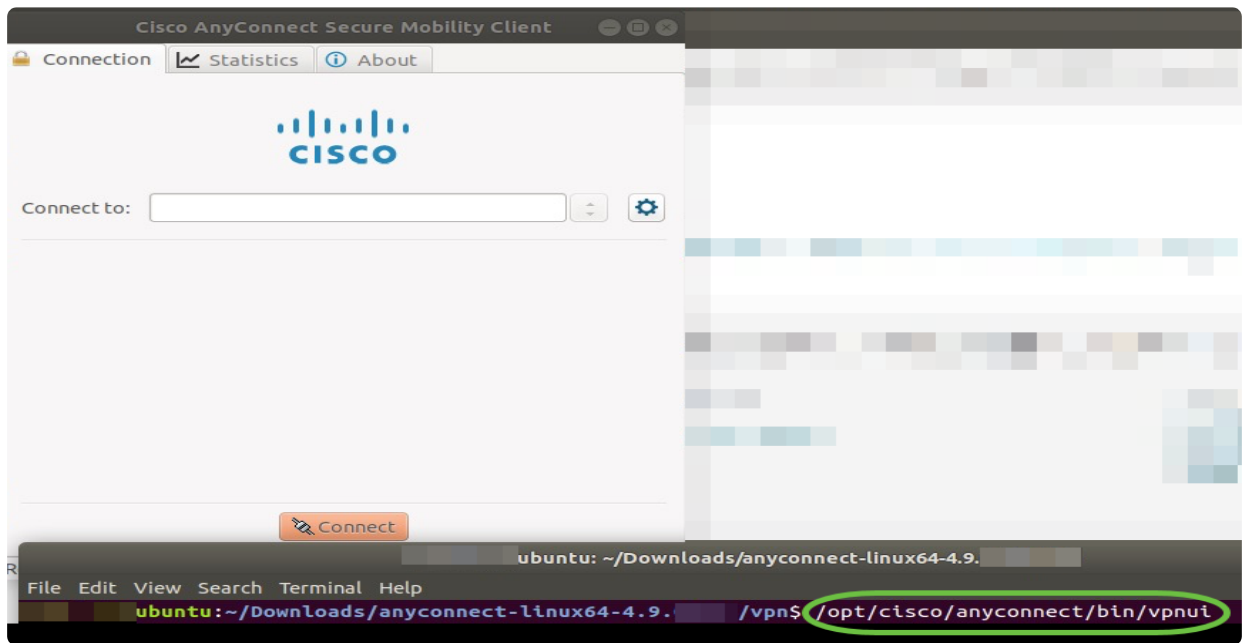 Cisco AnyConnect Secure Mobility Client
Connection Statistics About
CISCO
Connect to:
Connect
ubuntu: ~/Downloads/anyconnect-linux64-4.9.
File Edit View Search Terminal Help
ubuntu:~/Downloads/anyconnect-linux64-4.9. /vpn$ /opt/cisco/anyconnect/bin/vpnui